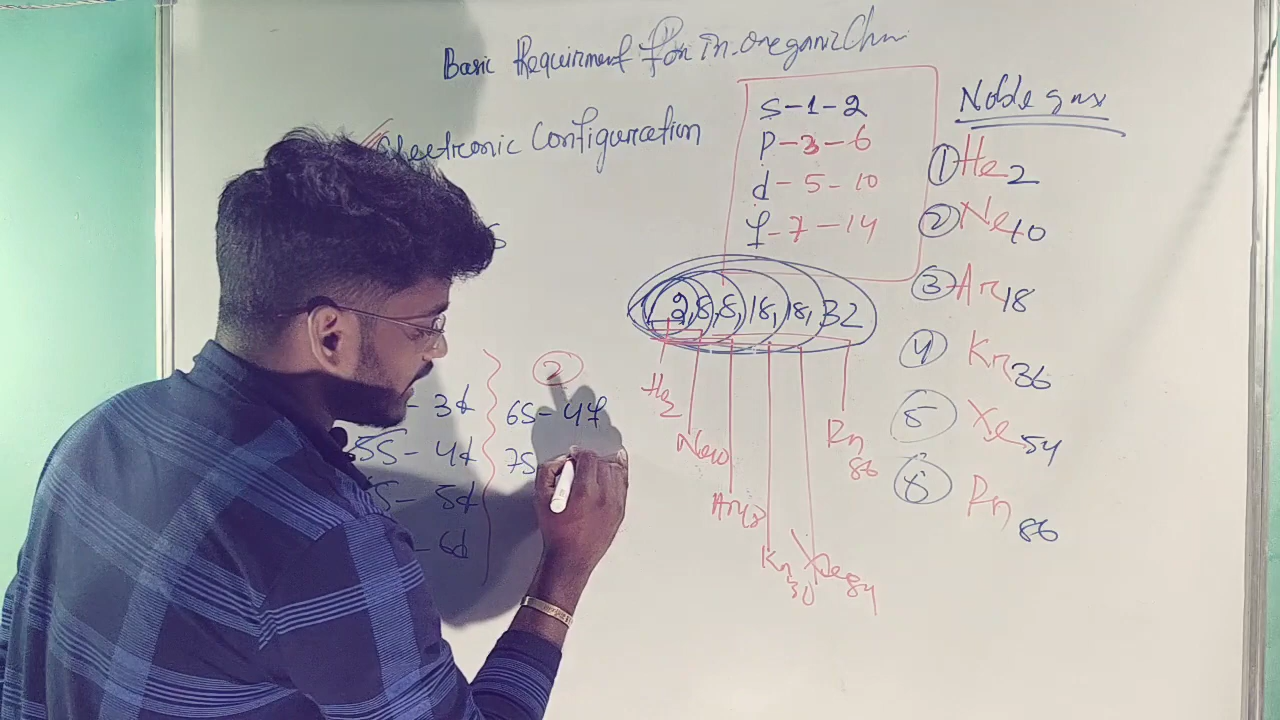 Basic Requirment for in-oreganiz Chm
Electronic Configuration
S-1-2
P-3-6
d-5-10
f-7-14
Noble gas
① He 2
② Ne 10
③ Ar 18
④ Kr 36
⑤ Xe 54
⑥ Rn 86
2,8,8,18,18,32
He 2
Ne 10
Ar 18
Kr 36
Xe 54
Rn 86
S
- 3d
5S - 4d
S - 5d
- 6d
②
6S - 4f
7S